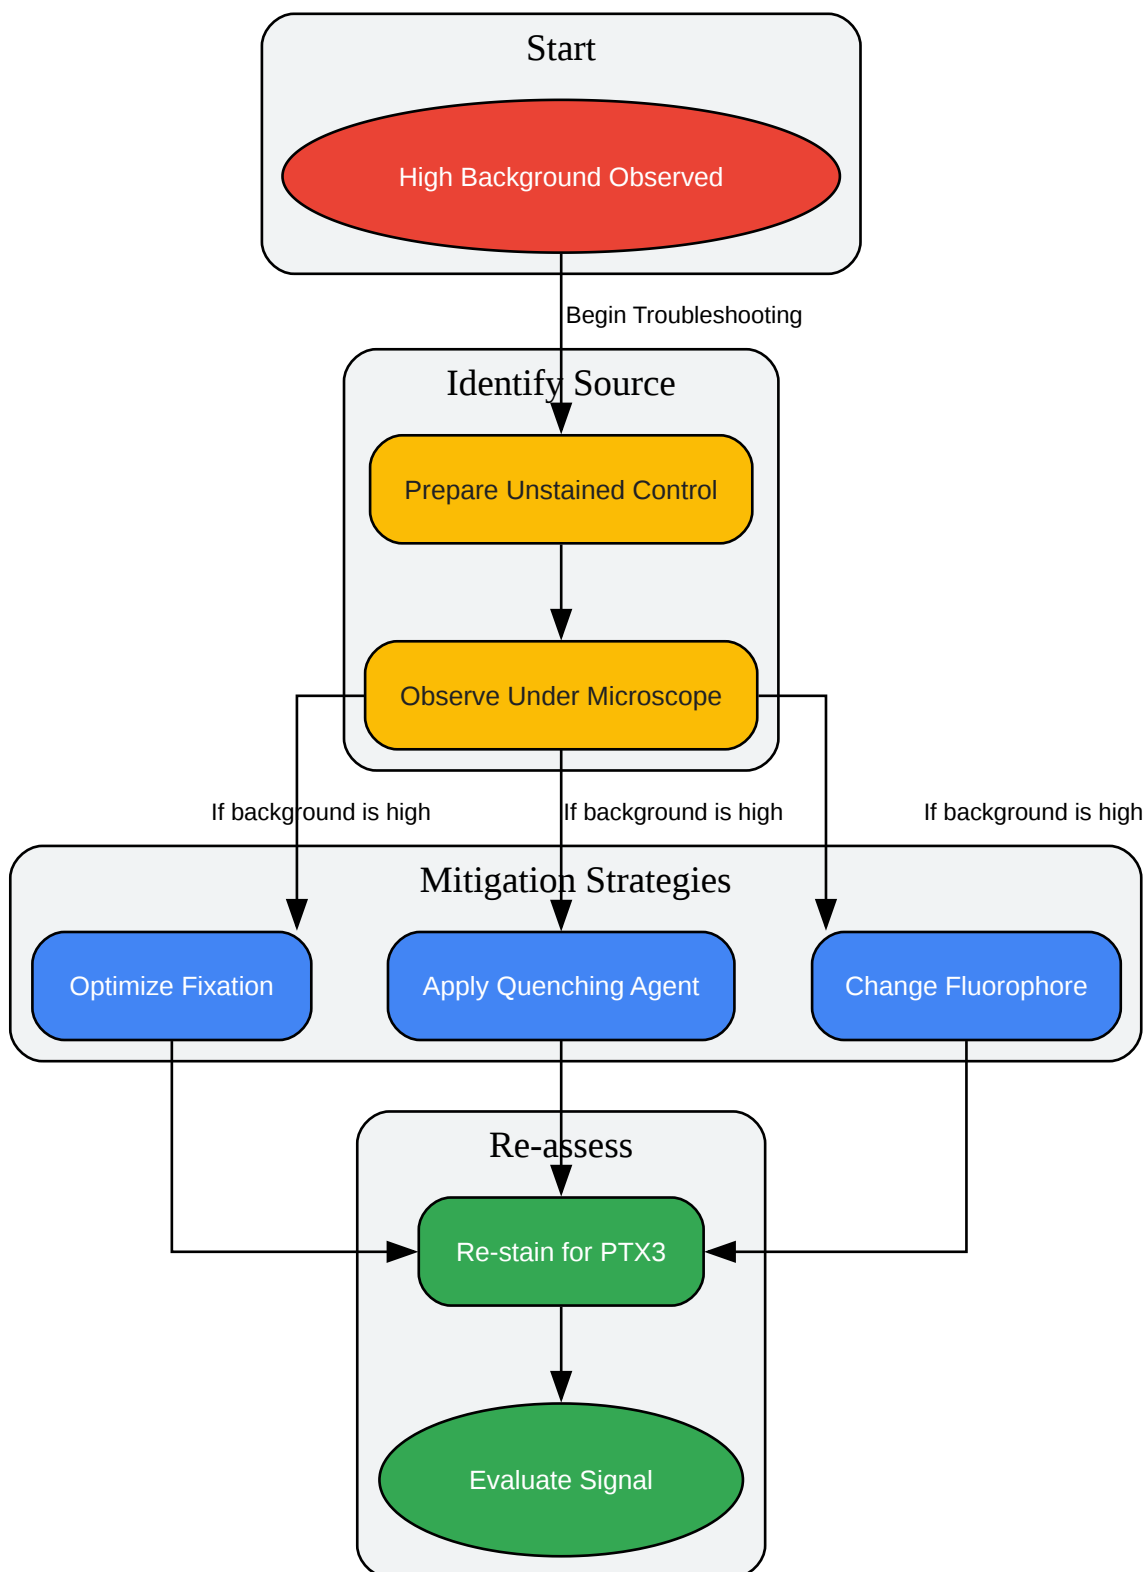 Start
High Background Observed
Begin Troubleshooting
Identify Source
Prepare Unstained Control
Observe Under Microscope
If background is high
If background is high
If background is high
Mitigation Strategies
Optimize Fixation
Apply Quenching Agent
Change Fluorophore
Re-assess
Re-stain for PTX3
Evaluate Signal